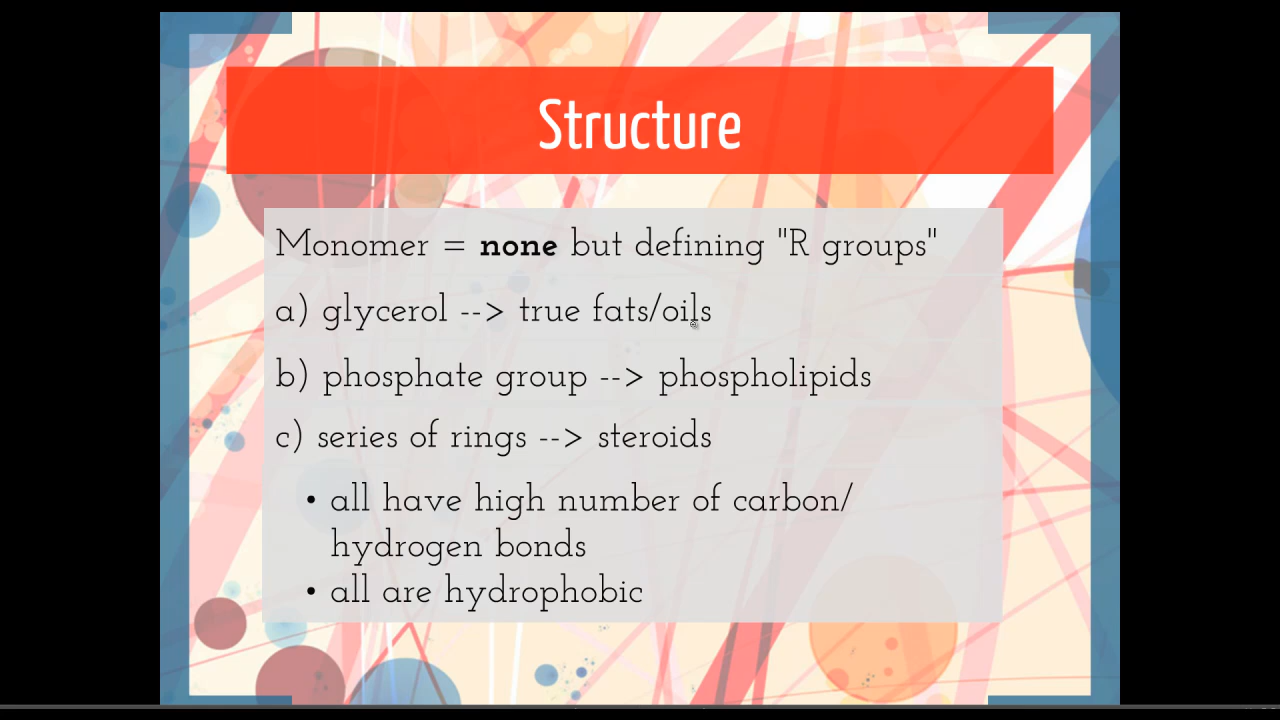 Structure
Monomer = none but defining "R groups"
a) glycerol --> true fats/oils
b) phosphate group --> phospholipids
c) series of rings --> steroids
• all have high number of carbon/
hydrogen bonds
• all are hydrophobic